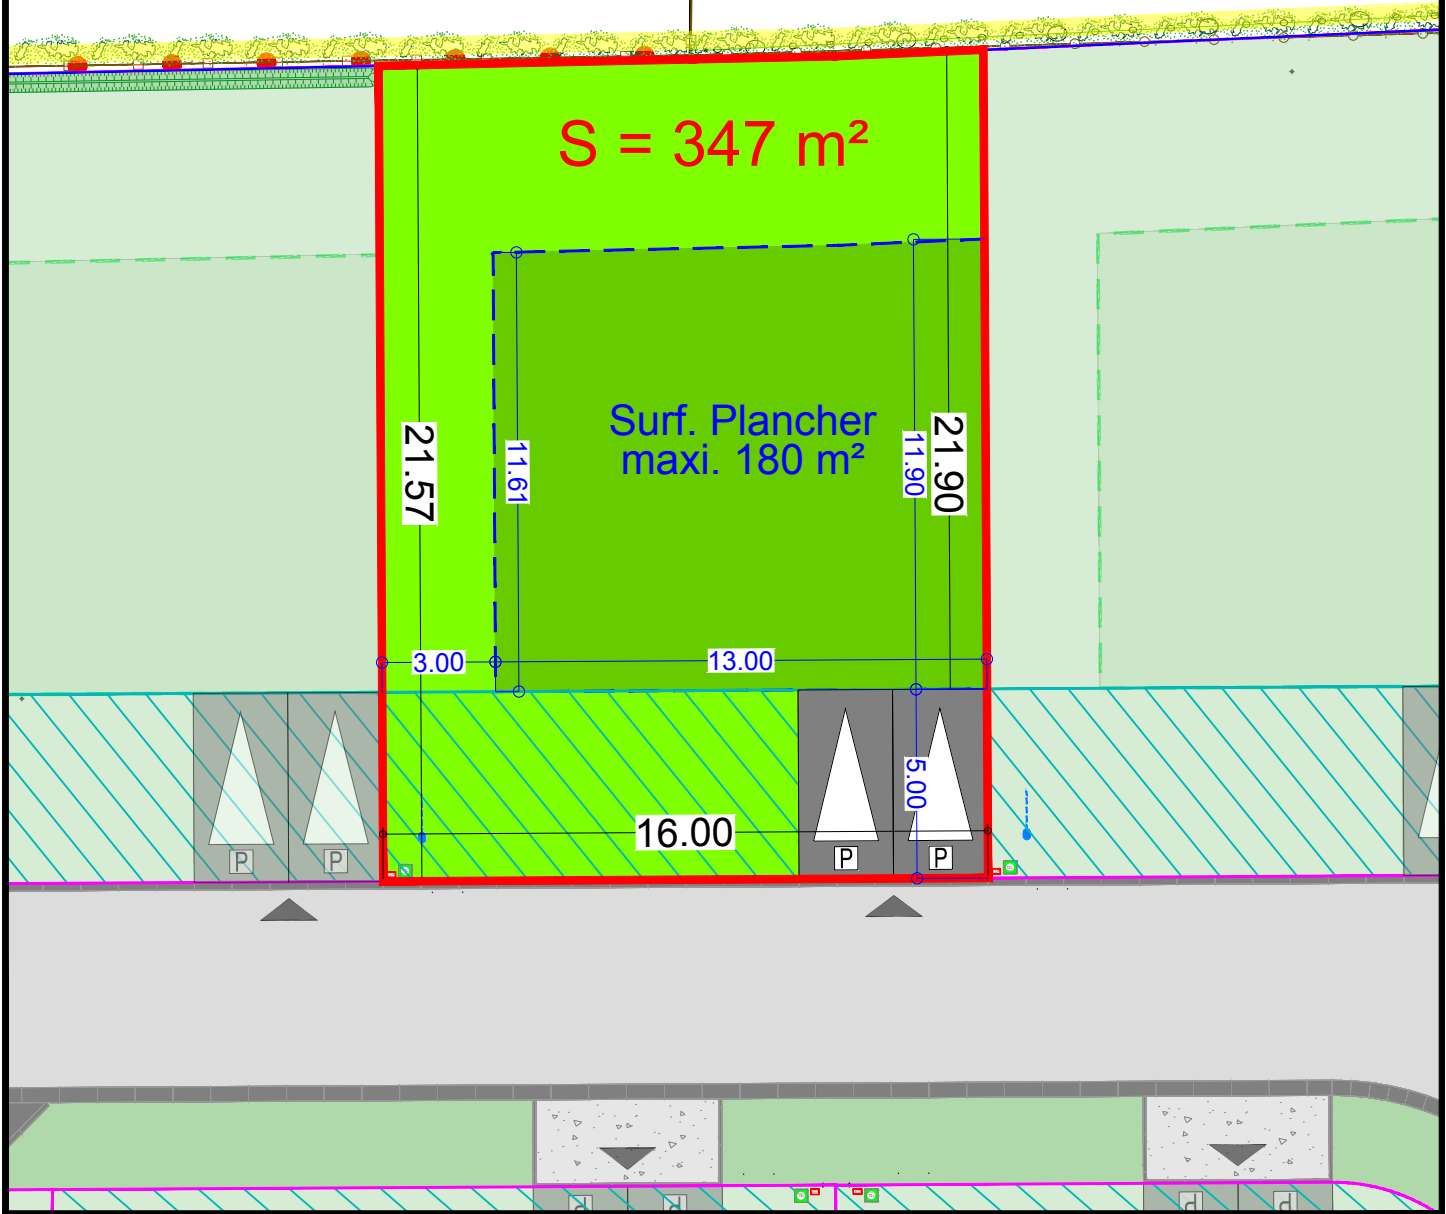 S = 347 m²
Surf. Plancher
maxi. 180 m²
21.57
11.61
11.90
21.90
3.00
13.00
5.00
16.00
P
P
P
P
P
P
P
P